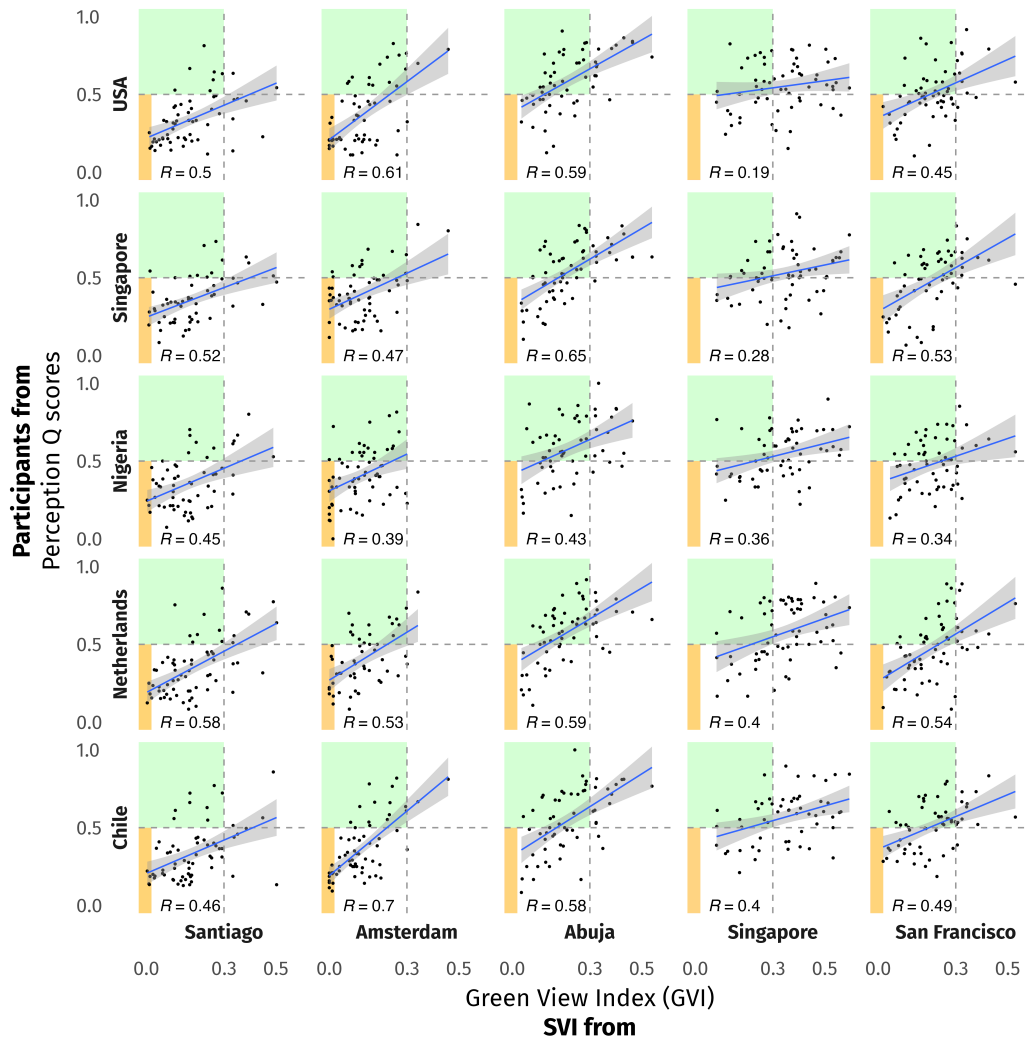 1.0
USA
0.5
0.0
R = 0.5
R = 0.61
R = 0.59
R = 0.19
R = 0.45
1.0
Singapore
0.5
0.0
R = 0.52
R = 0.47
R = 0.65
R = 0.28
R = 0.53
Participants from
Perception Q scores
1.0
Nigeria
0.5
0.0
R = 0.45
R = 0.39
R = 0.43
R = 0.36
R = 0.34
1.0
Netherlands
0.5
0.0
R = 0.58
R = 0.53
R = 0.59
R = 0.4
R = 0.54
1.0
Chile
0.5
0.0
R = 0.46
R = 0.7
R = 0.58
R = 0.4
R = 0.49
Santiago Amsterdam Abuja Singapore San Francisco
0.0 0.3 0.5 0.0 0.3 0.5 0.0 0.3 0.5 0.0 0.3 0.5 0.0 0.3 0.5
Green View Index (GVI)
SVI from